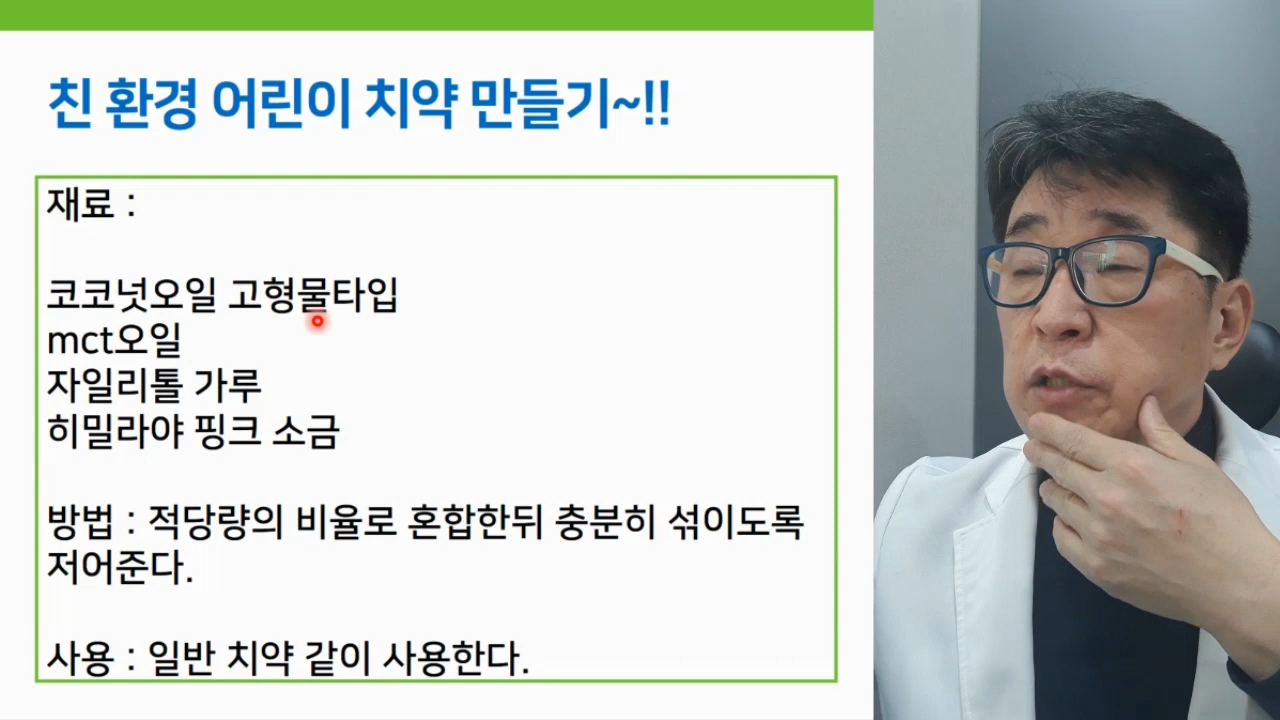 친 환경 어린이 치약 만들기~!!
재료 :
코코넛오일 고형물타입
mct오일
자일리톨 가루
히밀라야 핑크 소금
방법 : 적당량의 비율로 혼합한뒤 충분히 섞이도록
저어준다.
사용 : 일반 치약 같이 사용한다.